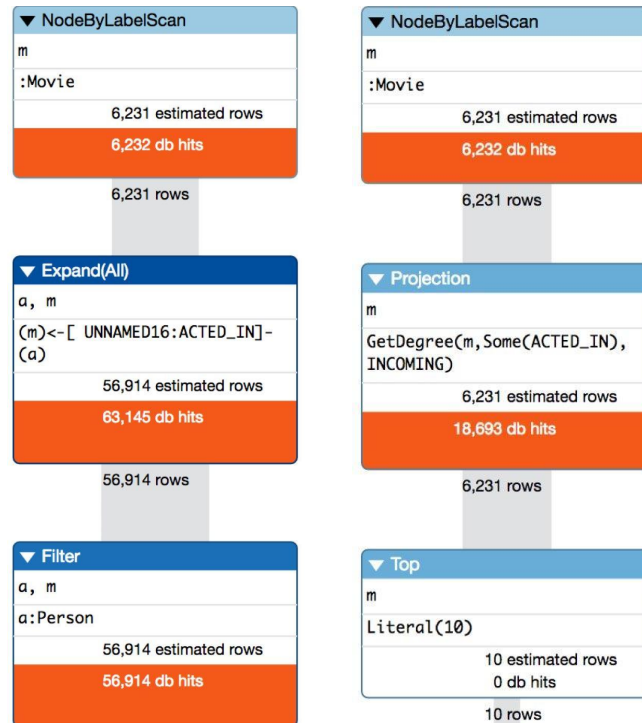 ▼ NodeByLabelScan
m
:Movie
6,231 estimated rows
6,232 db hits
6,231 rows
▼ Expand(All)
a, m
(m)<-[ UNNAMED16:ACTED_IN]-
(a)
56,914 estimated rows
63,145 db hits
56,914 rows
▼ Filter
a, m
a:Person
56,914 estimated rows
56,914 db hits
▼ NodeByLabelScan
m
:Movie
6,231 estimated rows
6,232 db hits
6,231 rows
▼ Projection
m
GetDegree(m,Some(ACTED_IN),
INCOMING)
6,231 estimated rows
18,693 db hits
6,231 rows
▼ Top
m
Literal(10)
10 estimated rows
0 db hits
10 rows